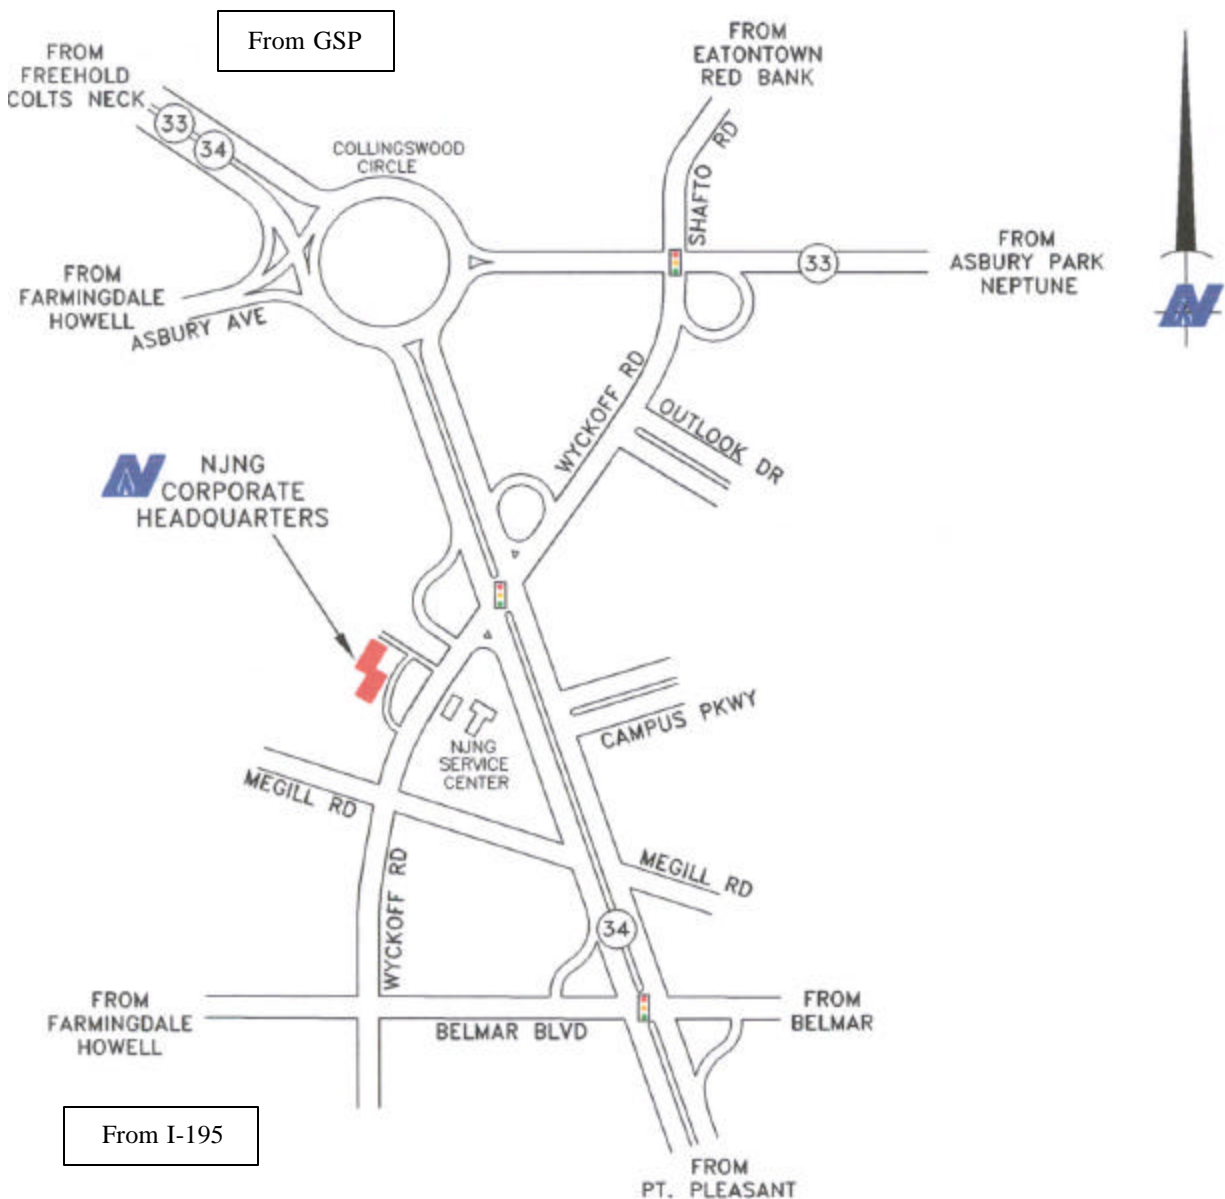 From GSP
FROM
FREEHOLD
COLTS NECK
33
34
COLLINGSWOOD
CIRCLE
FROM
EATONTOWN
RED BANK
SHAFTO RD
33
FROM
ASBURY PARK
NEPTUNE
FROM
FARMINGDALE
HOWELL
ASBURY AVE
WYCKOFF RD
OUTLOOK DR
N
N
NJNG
CORPORATE
HEADQUARTERS
CAMPUS PKWY
NJNG
SERVICE
CENTER
MEGILL RD
MEGILL RD
WYCKOFF RD
34
FROM
FARMINGDALE
HOWELL
BELMAR BLVD
FROM
BELMAR
From I-195
FROM
PT. PLEASANT